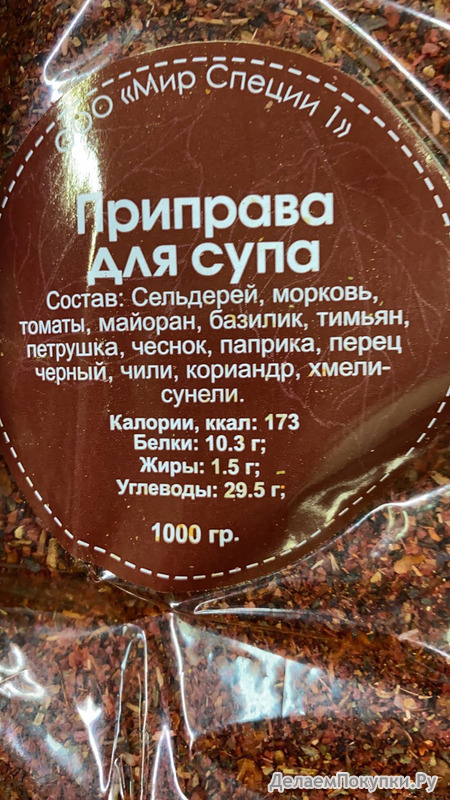 ООО «Мир Специи 1»
Приправа
для супа
Состав: Сельдерей, морковь,
томаты, майоран, базилик, тимьян,
петрушка, чеснок, паприка, перец
черный, чили, кориандр, хмели-
сунели.
Калории, ккал: 173
Белки: 10.3 г;
Жиры: 1.5 г;
Углеводы: 29.5 г;
1000 гр.
ДелаемПокупки.Ру